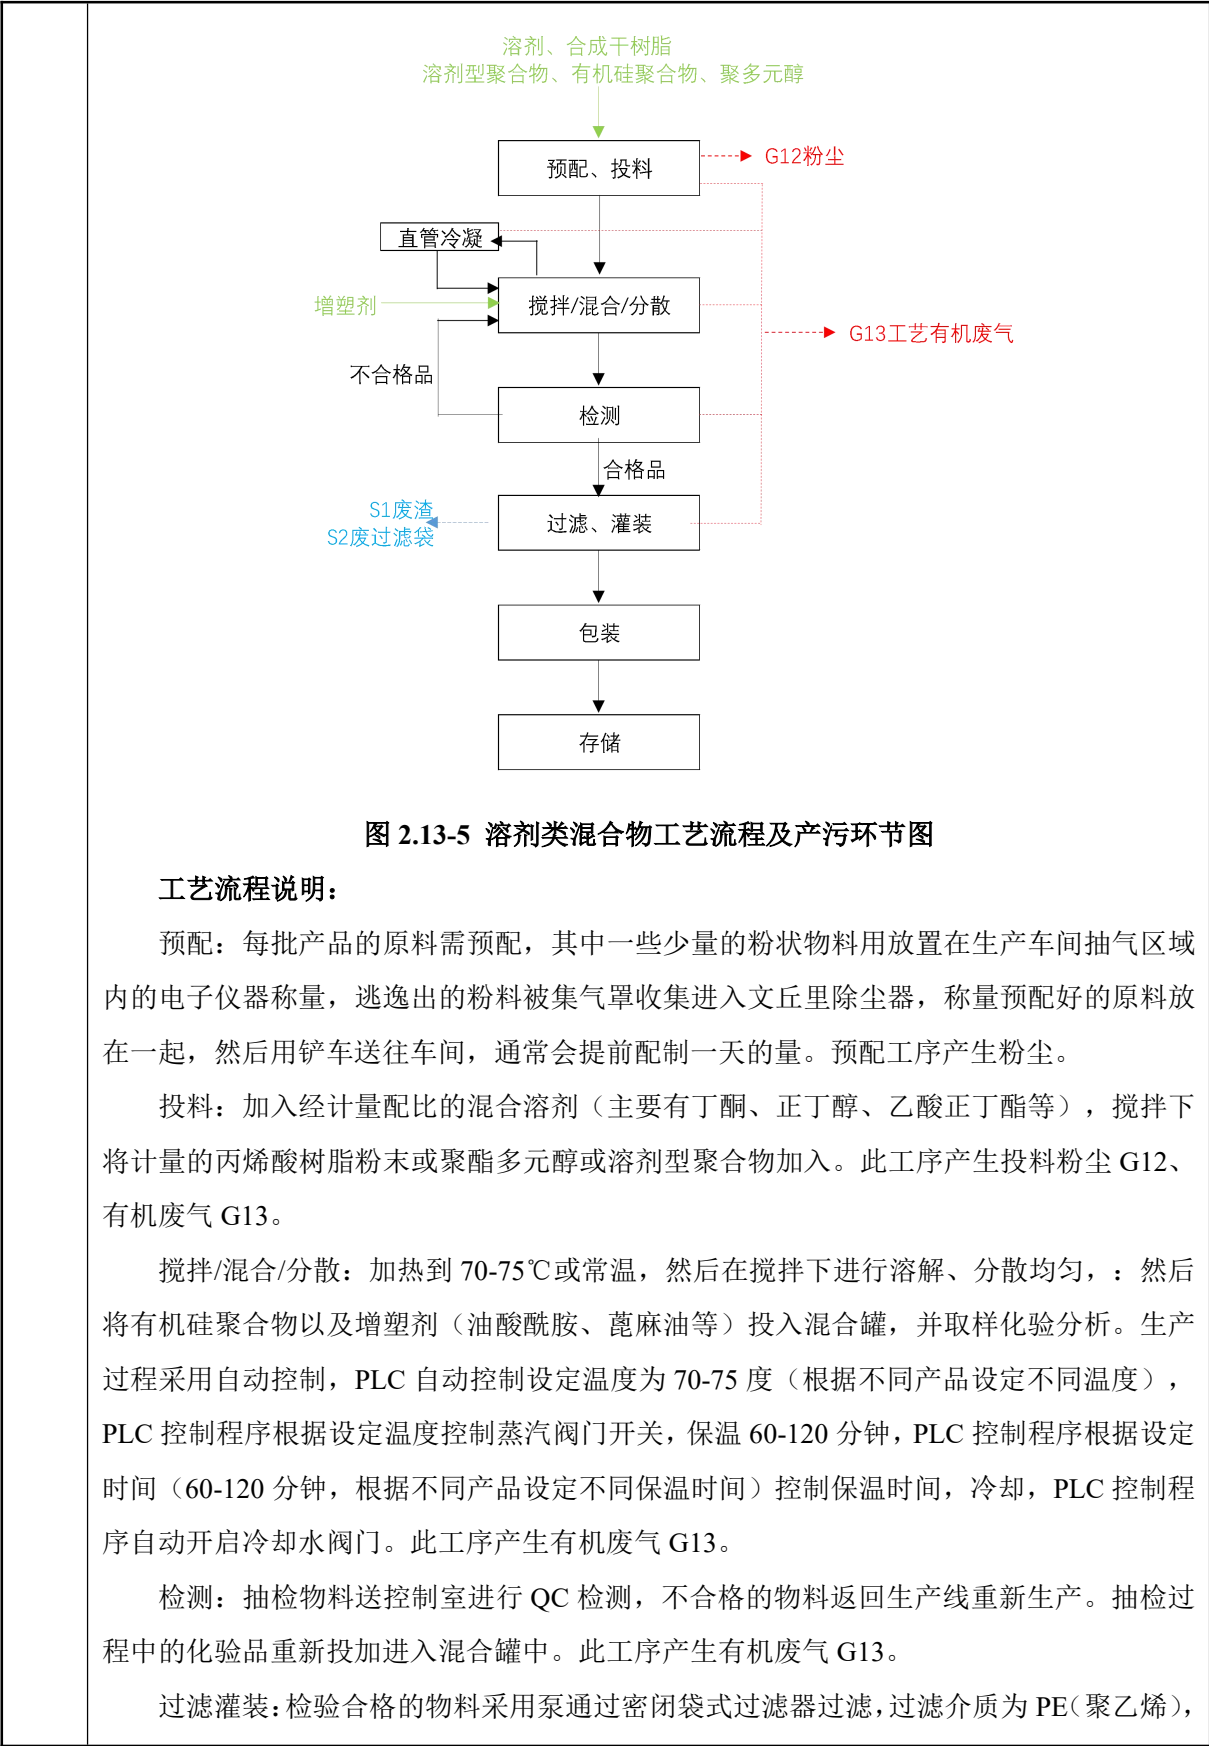 溶剂、合成干树脂
溶剂型聚合物、有机硅聚合物、聚多元醇
预配、投料
G12粉尘
直管冷凝
增塑剂
搅拌/混合/分散
G13工艺有机废气
不合格品
检测
合格品
S1废渣
S2废过滤袋
过滤、灌装
包装
存储
图 2.13-5 溶剂类混合物工艺流程及产污环节图
工艺流程说明：
预配：每批产品的原料需预配，其中一些少量的粉状物料用放置在生产车间抽气区域
内的电子仪器称量，逃逸出的粉料被集气罩收集进入文丘里除尘器，称量预配好的原料放
在一起，然后用铲车送往车间，通常会提前配制一天的量。预配工序产生粉尘。
投料：加入经计量配比的混合溶剂（主要有丁酮、正丁醇、乙酸正丁酯等），搅拌下
将计量的丙烯酸树脂粉末或聚酯多元醇或溶剂型聚合物加入。此工序产生投料粉尘 G12、
有机废气 G13。
搅拌/混合/分散：加热到 70-75℃或常温，然后在搅拌下进行溶解、分散均匀，：然后
将有机硅聚合物以及增塑剂（油酸酰胺、蓖麻油等）投入混合罐，并取样化验分析。生产
过程采用自动控制，PLC 自动控制设定温度为 70-75 度（根据不同产品设定不同温度），
PLC 控制程序根据设定温度控制蒸汽阀门开关，保温 60-120 分钟，PLC 控制程序根据设定
时间（60-120 分钟，根据不同产品设定不同保温时间）控制保温时间，冷却，PLC 控制程
序自动开启冷却水阀门。此工序产生有机废气 G13。
检测：抽检物料送控制室进行 QC 检测，不合格的物料返回生产线重新生产。抽检过
程中的化验品重新投加进入混合罐中。此工序产生有机废气 G13。
过滤灌装：检验合格的物料采用泵通过密闭袋式过滤器过滤，过滤介质为 PE（聚乙烯），